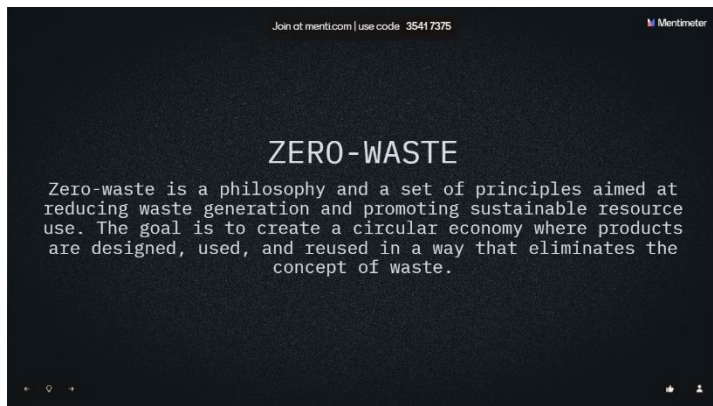 Join at menti.com | use code 3541 7375
Mentimeter
ZERO-WASTE
Zero-waste is a philosophy and a set of principles aimed at
reducing waste generation and promoting sustainable resource
use. The goal is to create a circular economy where products
are designed, used, and reused in a way that eliminates the
concept of waste.